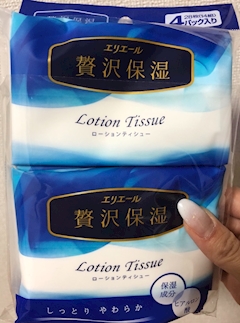 4パック入り
エリエール
贅沢保湿
Lotion Tissue
ローションティシュー
エリエール
贅沢保湿
Lotion Tissue
ローションティシュー
しっとり やわらか
保湿
成分